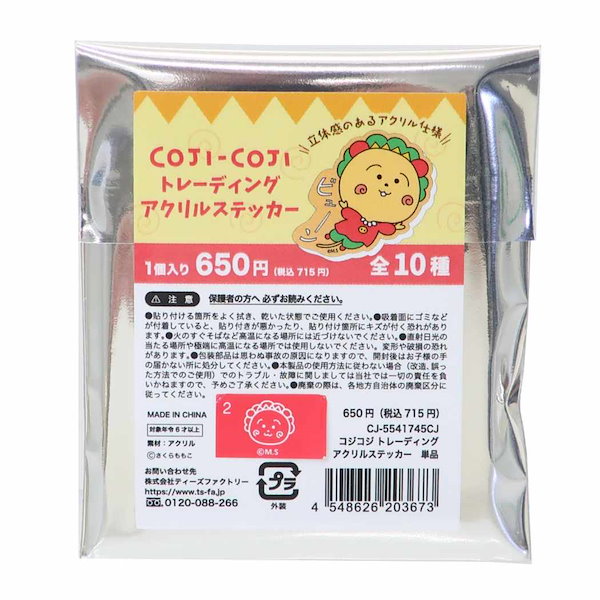 立体感のあるアクリル仕様
COJI-COJI
トレーディング
アクリルステッカー
ビューン
©M.S
1個入り 650円(税込 715円)
全10種
注意 保護者の方へ 必ずお読みください。
●貼り付ける箇所をよく拭き、乾いた状態でご使用ください。●吸着面にゴミなど
が付着していると、貼り付きが悪かったり、貼り付け箇所にキズが付く恐れがあり
ます。●火のすぐそばなど高温になる場所には近づけないでください。●直射日光の
当たる場所や極端に高温になる場所では使用しないでください。変形や破損の恐れ
があります。●包装部品は思わぬ事故の原因になりますので、開封後はお子様の手
の届かない所に処分してください。●本製品の使用方法に従わない場合(改造、誤っ
た方法でのご使用)でのトラブル・故障に関しましては当社では一切の責任を負
いかねますので、予めご了承ください。●廃棄の際は、各地方自治体の廃棄区分に
従ってください。
MADE IN CHINA
対象年令6才以上
素材:アクリル
©さくらももこ
お問い合わせ先
株式会社ティーズファクトリー
https://www.ts-fa.jp
0120-088-266
2
©M.S
プラ
外装
650円(税込715円)
CJ-5541745CJ
コジコジ トレーディング
アクリルステッカー 単品
4 548626 203673